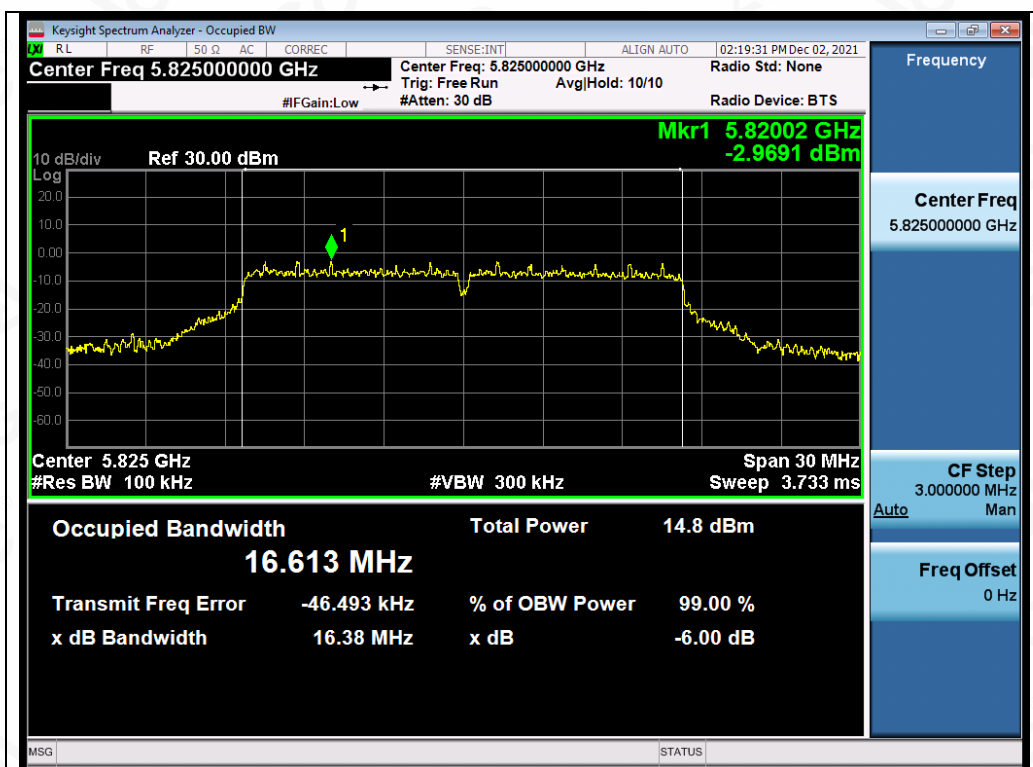 Keysight Spectrum Analyzer - Occupied BW
LXI RL RF 50 Ω AC CORREC SENSE:INT ALIGN AUTO 02:19:31 PM Dec 02, 2021
Center Freq 5.825000000 GHz
Center Freq: 5.825000000 GHz
Radio Std: None
Trig: Free Run Avg|Hold: 10/10
#IFGain:Low
#Atten: 30 dB
Radio Device: BTS
Frequency
Mkr1 5.82002 GHz
-2.9691 dBm
10 dB/div Ref 30.00 dBm
Log
20.0
10.0
0.00
-10.0
-20.0
-30.0
-40.0
-50.0
-60.0
1
Center 5.825 GHz
Span 30 MHz
#Res BW 100 kHz
#VBW 300 kHz
Sweep 3.733 ms
Center Freq
5.825000000 GHz
CF Step
3.000000 MHz
Auto Man
Freq Offset
0 Hz
Occupied Bandwidth
16.613 MHz
Total Power 14.8 dBm
Transmit Freq Error -46.493 kHz
% of OBW Power 99.00 %
x dB Bandwidth 16.38 MHz
x dB -6.00 dB
MSG
STATUS